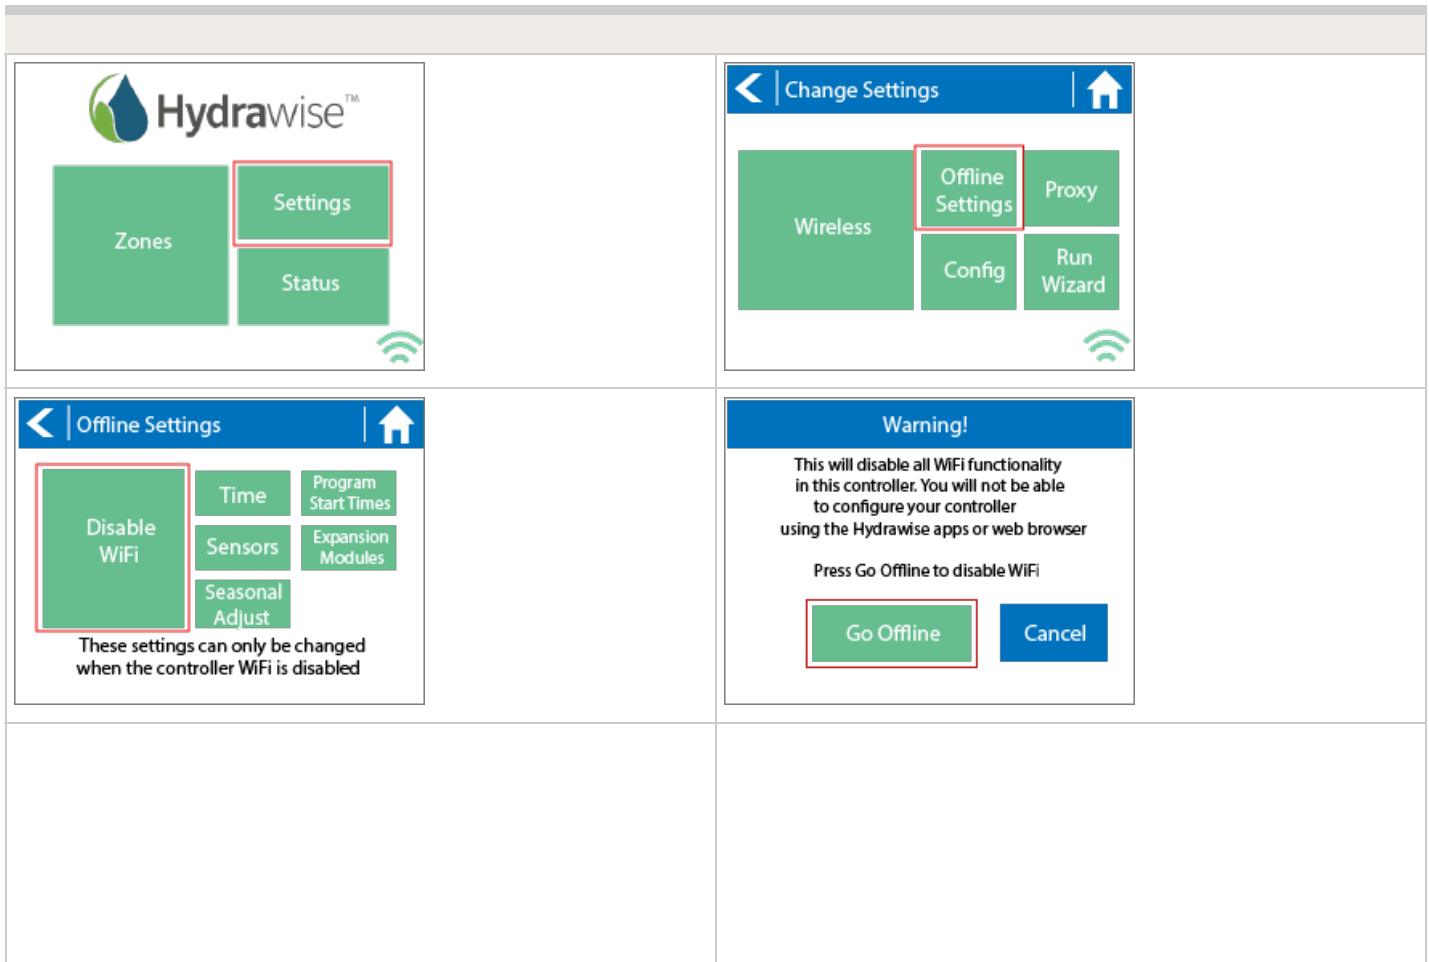 Hydrawise™
Zones
Settings
Status
Change Settings
Wireless
Offline
Settings
Proxy
Config
Run
Wizard
Offline Settings
Disable
WiFi
Time
Program
Start Times
Sensors
Expansion
Modules
Seasonal
Adjust
These settings can only be changed
when the controller WiFi is disabled
Warning!
This will disable all WiFi functionality
in this controller. You will not be able
to configure your controller
using the Hydrawise apps or web browser
Press Go Offline to disable WiFi
Go Offline
Cancel